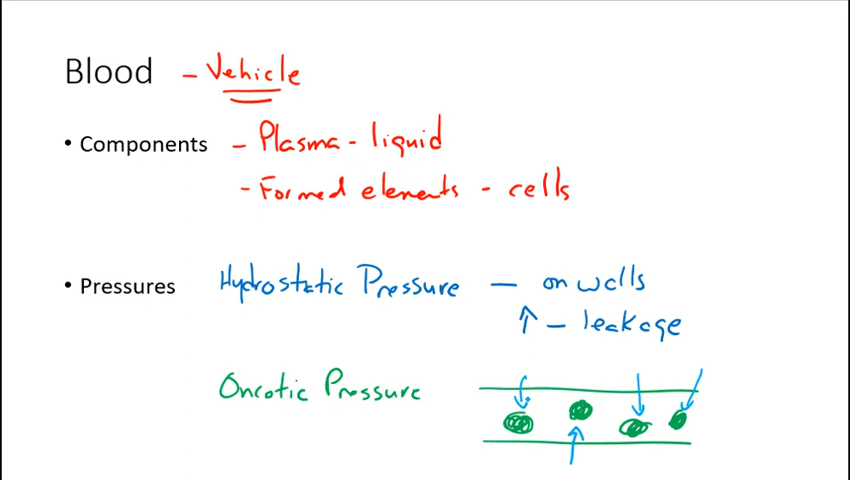 Blood - Vehicle
• Components - Plasma - liquid
- Formed elements - cells
• Pressures Hydrostatic Pressure - on walls
↑ - leakage
Oncotic Pressure